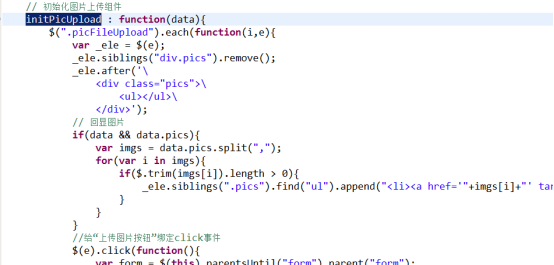 // 初始化图片上传组件
initPicUpload : function(data){
$(".picFileUpload").each(function(i,e){
var _ele = $(e);
_ele.siblings("div.pics").remove();
_ele.after('\
<div class="pics">\
<ul></ul>\
</div>');
// 回显图片
if(data && data.pics){
var imgs = data.pics.split(",");
for(var i in imgs){
if($.trim(imgs[i]).length > 0){
_ele.siblings(".pics").find("ul").append("<li><a href='"+imgs[i]+"' tar
}
}
}
//给“上传图片按钮”绑定click事件
$(e).click(function(){
var form = $(this).parentsUntil("form").parent("form");